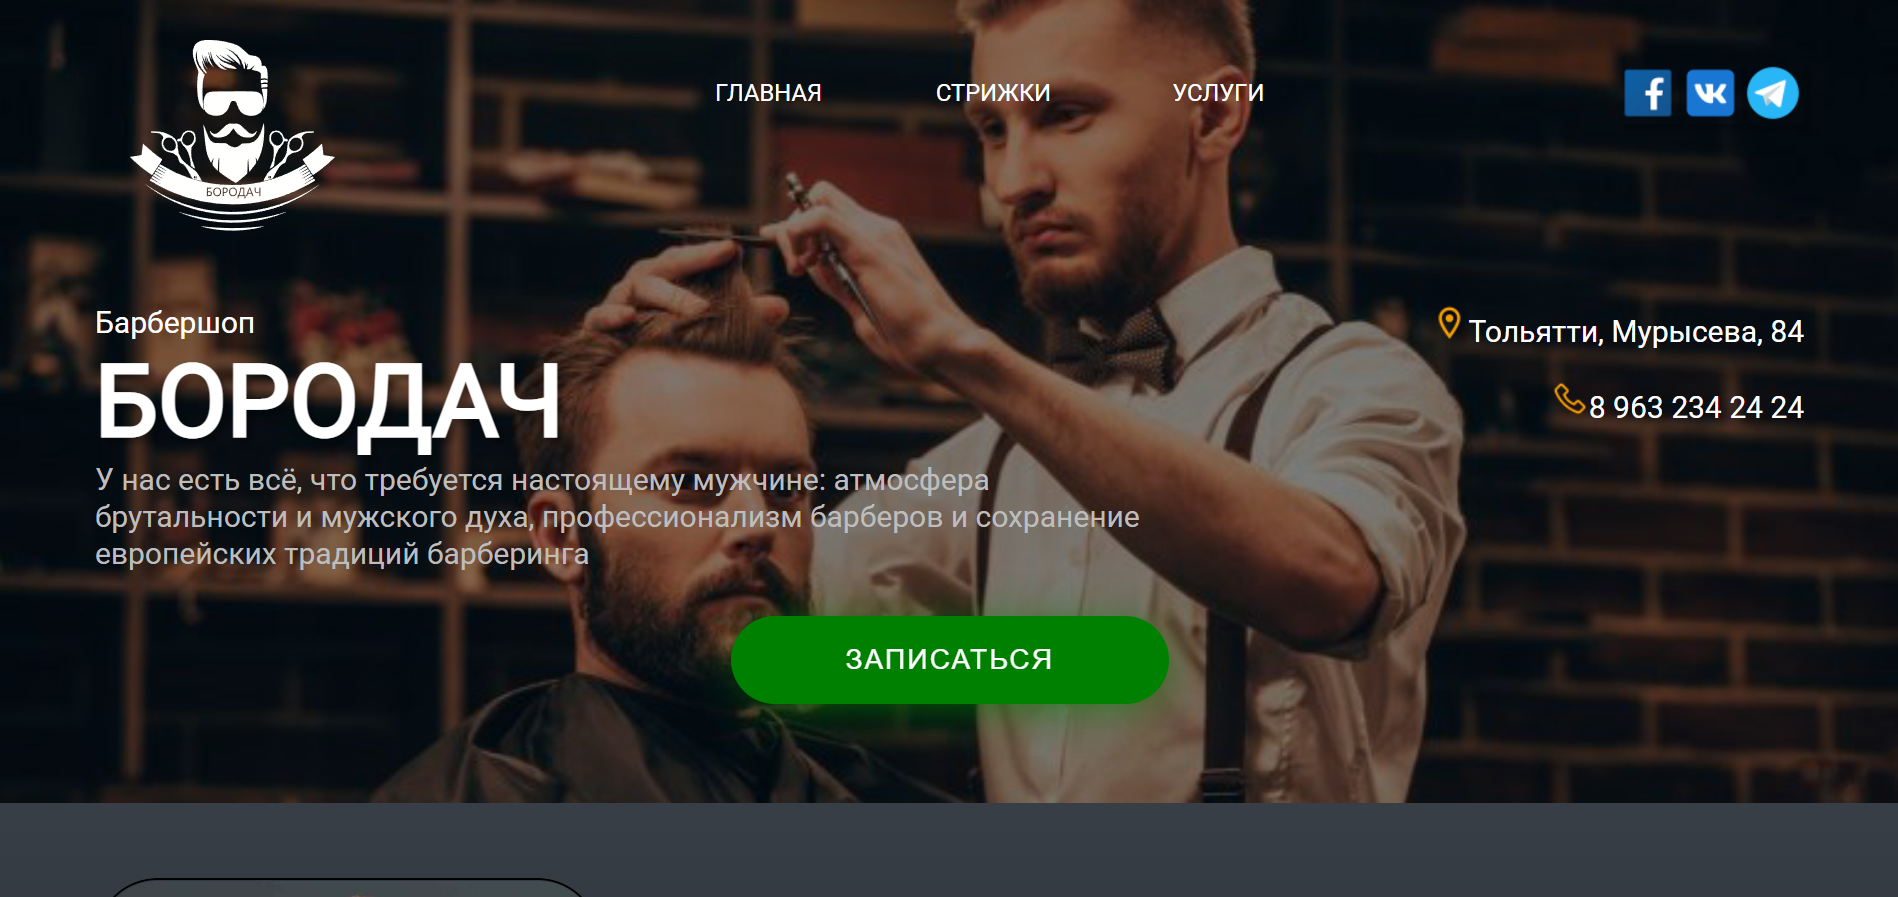 ГЛАВНАЯ
СТРИЖКИ
УСЛУГИ
БОРОДАЧ
Барбершоп
БОРОДАЧ
У нас есть всё, что требуется настоящему мужчине: атмосфера
брутальности и мужского духа, профессионализм барберов и сохранение
европейских традиций барберинга
Тольятти, Мурысева, 84
8 963 234 24 24
ЗАПИСАТЬСЯ